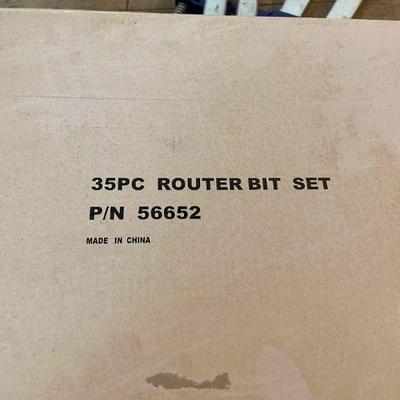 35PC ROUTER BIT SET
P/N 56652
MADE IN CHINA